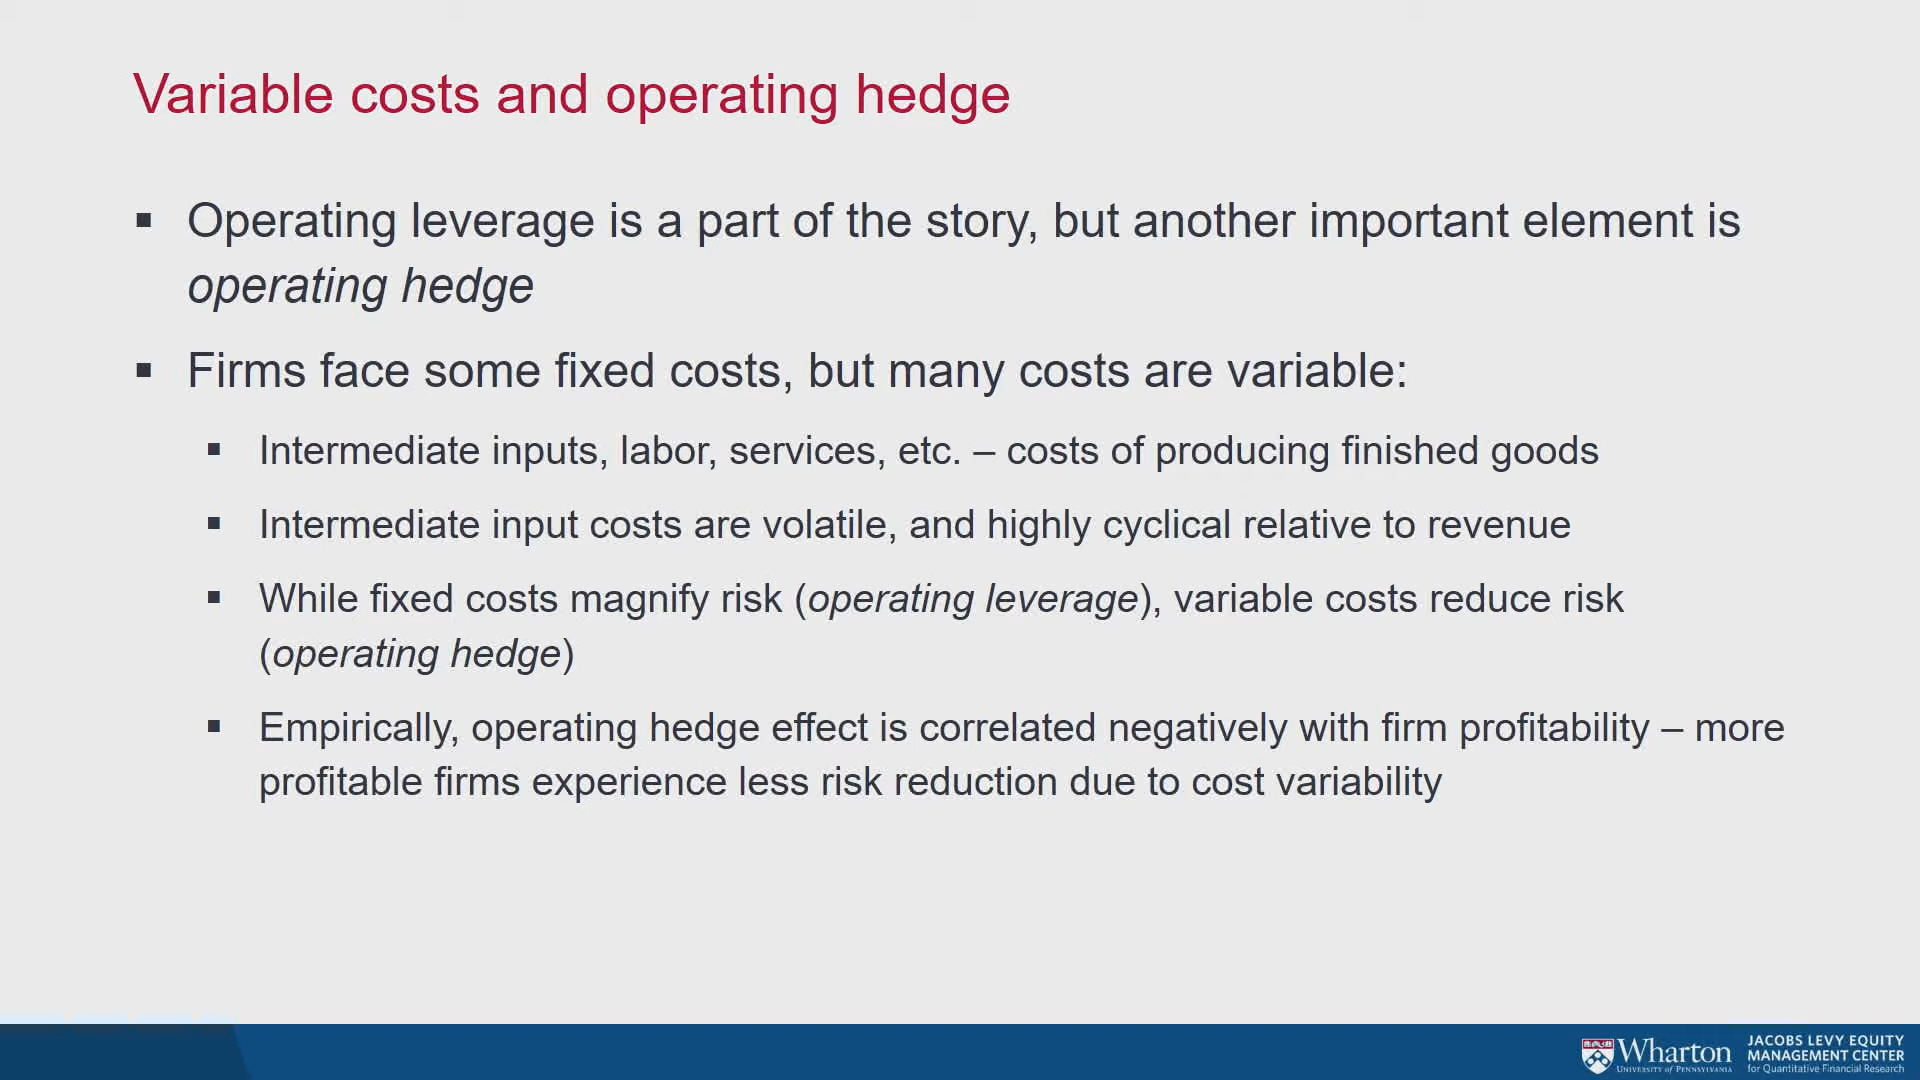 Variable costs and operating hedge
▪ Operating leverage is a part of the story, but another important element is
operating hedge
▪ Firms face some fixed costs, but many costs are variable:
▪ Intermediate inputs, labor, services, etc. – costs of producing finished goods
▪ Intermediate input costs are volatile, and highly cyclical relative to revenue
▪ While fixed costs magnify risk (operating leverage), variable costs reduce risk
(operating hedge)
▪ Empirically, operating hedge effect is correlated negatively with firm profitability – more
profitable firms experience less risk reduction due to cost variability
Wharton
UNIVERSITY of PENNSYLVANIA
JACOBS LEVY EQUITY
MANAGEMENT CENTER
for Quantitative Financial Research